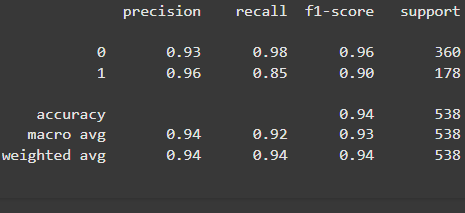 precision recall f1-score support
0 0.93 0.98 0.96 360
1 0.96 0.85 0.90 178
accuracy 0.94 538
macro avg 0.94 0.92 0.93 538
weighted avg 0.94 0.94 0.94 538